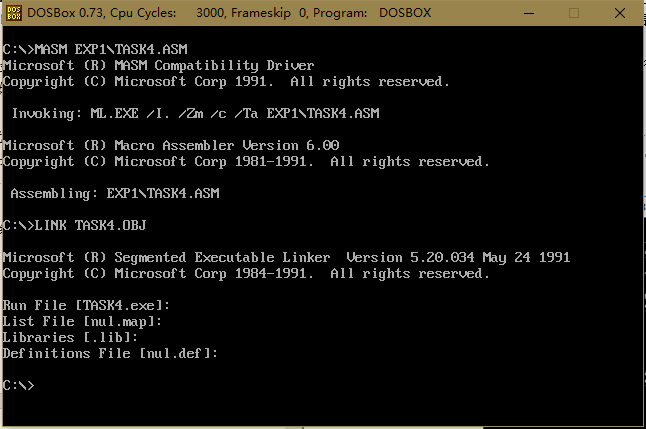 DOSBox 0.73, Cpu Cycles: 3000, Frameskip 0, Program: DOSBOX
C:\>MASM EXP1\TASK4.ASM
Microsoft (R) MASM Compatibility Driver
Copyright (C) Microsoft Corp 1991. All rights reserved.
Invoking: ML.EXE /I. /Zm /c /Ta EXP1\TASK4.ASM
Microsoft (R) Macro Assembler Version 6.00
Copyright (C) Microsoft Corp 1981-1991. All rights reserved.
Assembling: EXP1\TASK4.ASM
C:\>LINK TASK4.OBJ
Microsoft (R) Segmented Executable Linker Version 5.20.034 May 24 1991
Copyright (C) Microsoft Corp 1984-1991. All rights reserved.
Run File [TASK4.exe]:
List File [nul.map]:
Libraries [.lib]:
Definitions File [nul.def]:
C:\>